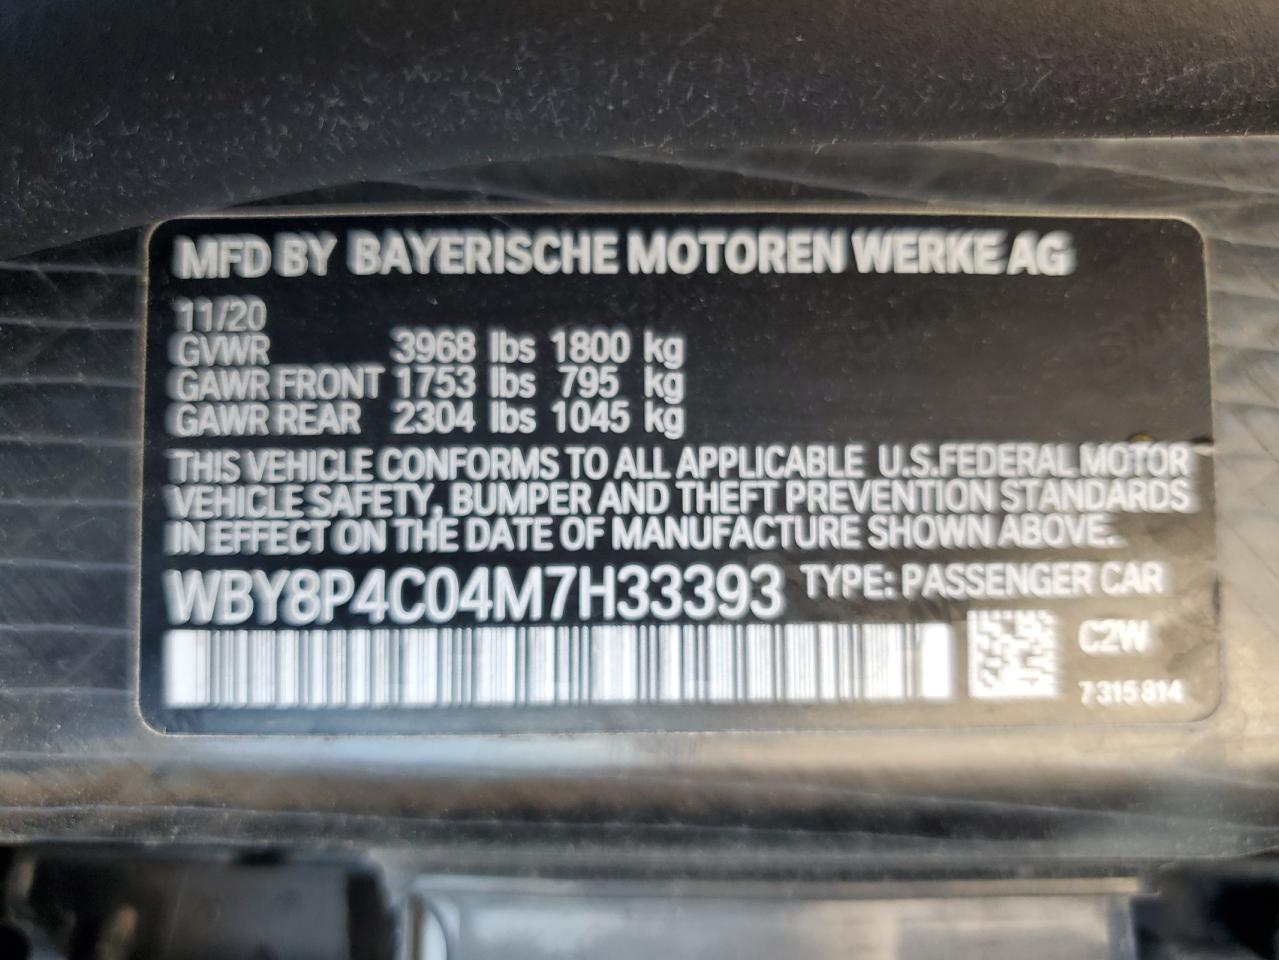 MFD BY BAYERISCHE MOTOREN WERKE AG
11/20
GVWR 3968 lbs 1800 kg
GAWR FRONT 1753 lbs 795 kg
GAWR REAR 2304 lbs 1045 kg
THIS VEHICLE CONFORMS TO ALL APPLICABLE U.S.FEDERAL MOTOR
VEHICLE SAFETY, BUMPER AND THEFT PREVENTION STANDARDS
IN EFFECT ON THE DATE OF MANUFACTURE SHOWN ABOVE.
WBY8P4C04M7H33393 TYPE: PASSENGER CAR
C2W
7 315 814